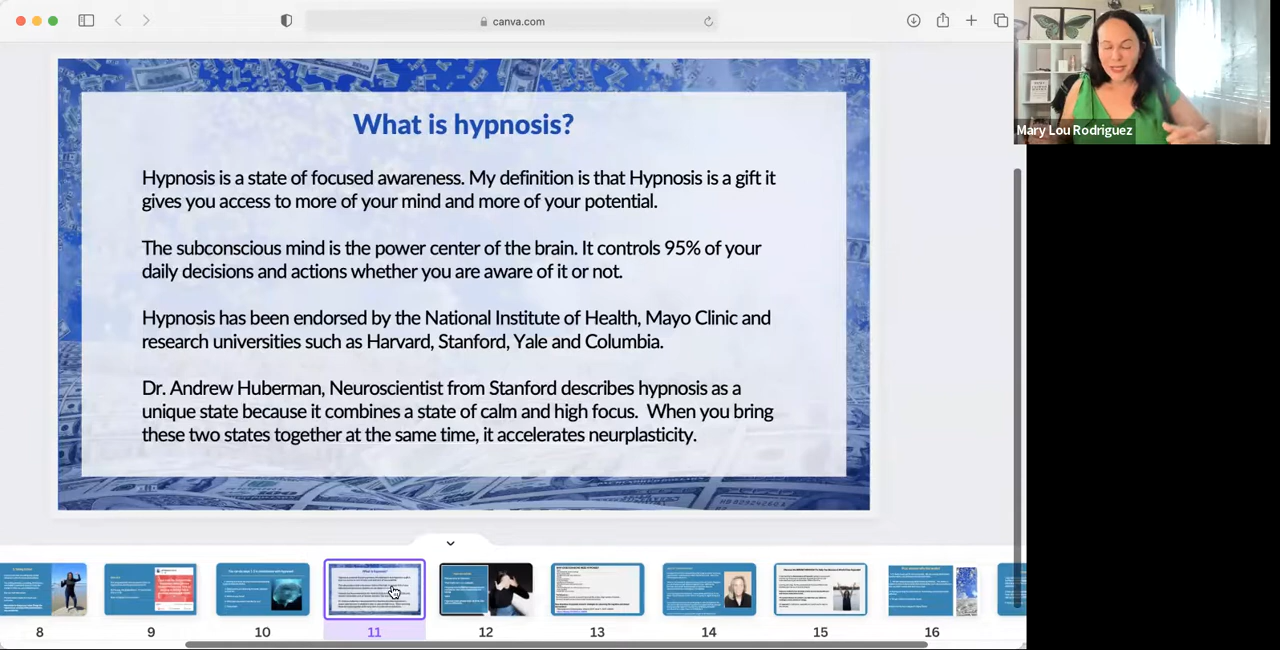 canva.com
Mary Lou Rodriguez
What is hypnosis?
Hypnosis is a state of focused awareness. My definition is that Hypnosis is a gift it
gives you access to more of your mind and more of your potential.
The subconscious mind is the power center of the brain. It controls 95% of your
daily decisions and actions whether you are aware of it or not.
Hypnosis has been endorsed by the National Institute of Health, Mayo Clinic and
research universities such as Harvard, Stanford, Yale and Columbia.
Dr. Andrew Huberman, Neuroscientist from Stanford describes hypnosis as a
unique state because it combines a state of calm and high focus. When you bring
these two states together at the same time, it accelerates neurplasticity.
What is hypnosis?
8 9 10 11 12 13 14 15 16